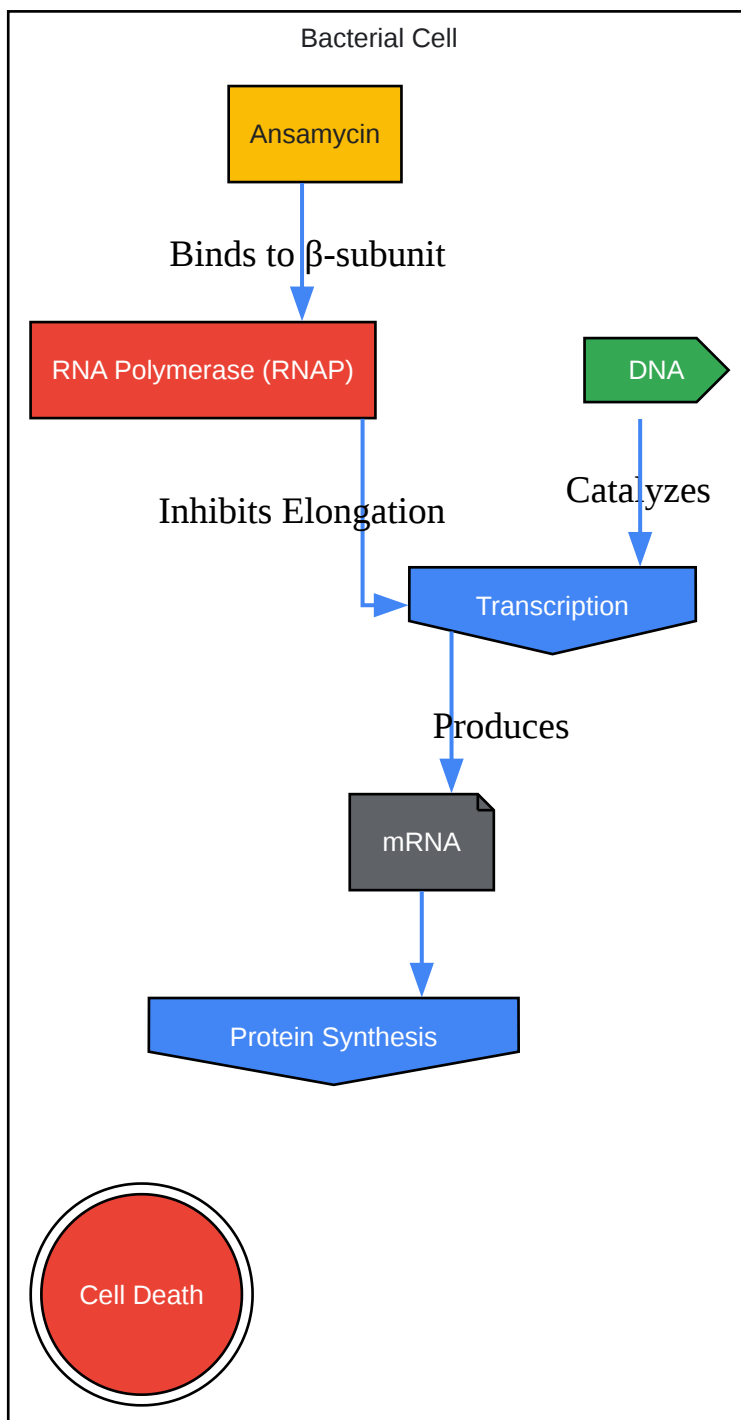 Bacterial Cell
Ansamycin
Binds to β-subunit
RNA Polymerase (RNAP)
DNA
Catalyzes
Inhibits Elongation
Transcription
Produces
mRNA
Protein Synthesis
Cell Death